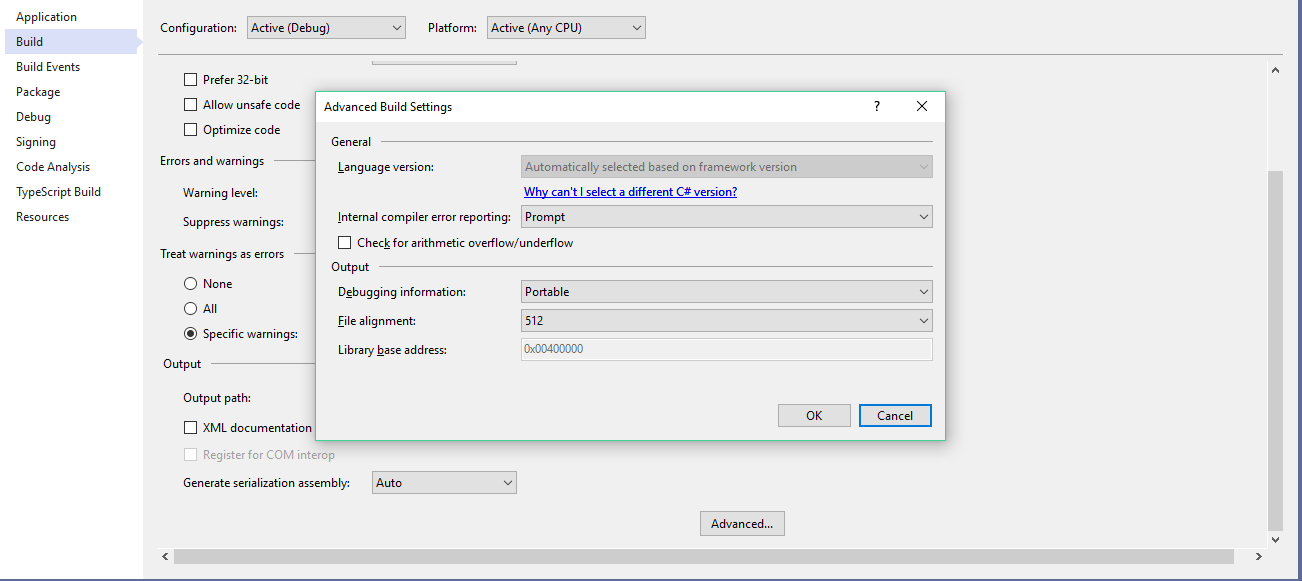 Application
Build
Build Events
Package
Debug
Signing
Code Analysis
TypeScript Build
Resources
Configuration: Active (Debug) Platform: Active (Any CPU)
Prefer 32-bit
Allow unsafe code
Optimize code
Errors and warnings
Warning level:
Suppress warnings:
Treat warnings as errors
None
All
Specific warnings:
Output
Output path:
XML documentation
Register for COM interop
Generate serialization assembly: Auto
Advanced...
Advanced Build Settings ?
General
Language version: Automatically selected based on framework version
Why can't I select a different C# version?
Internal compiler error reporting: Prompt
Check for arithmetic overflow/underflow
Output
Debugging information: Portable
File alignment: 512
Library base address: 0x00400000
OK Cancel